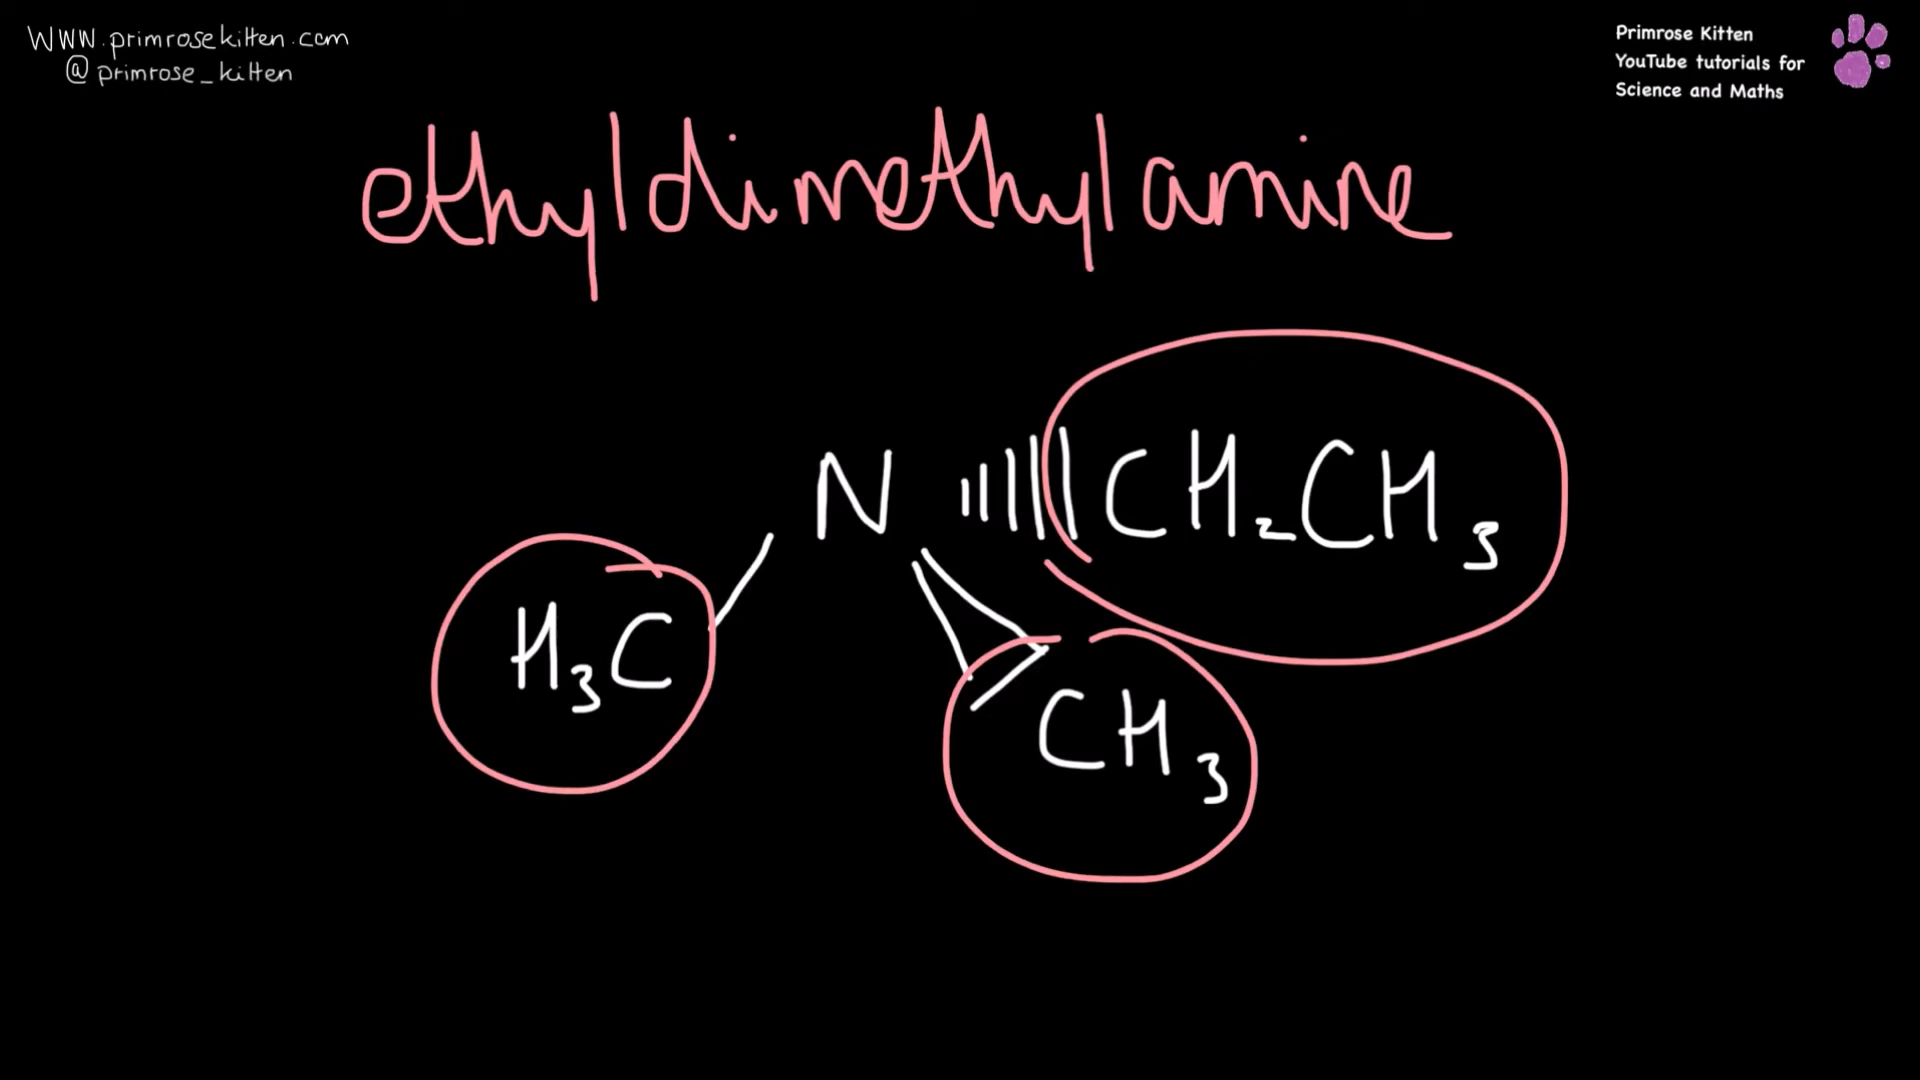 www.primrosekitten.com
@primrose_kitten
Primrose Kitten
YouTube tutorials for
Science and Maths
ethyldimethylamine
N CH₂CH₃
H₃C
CH₃